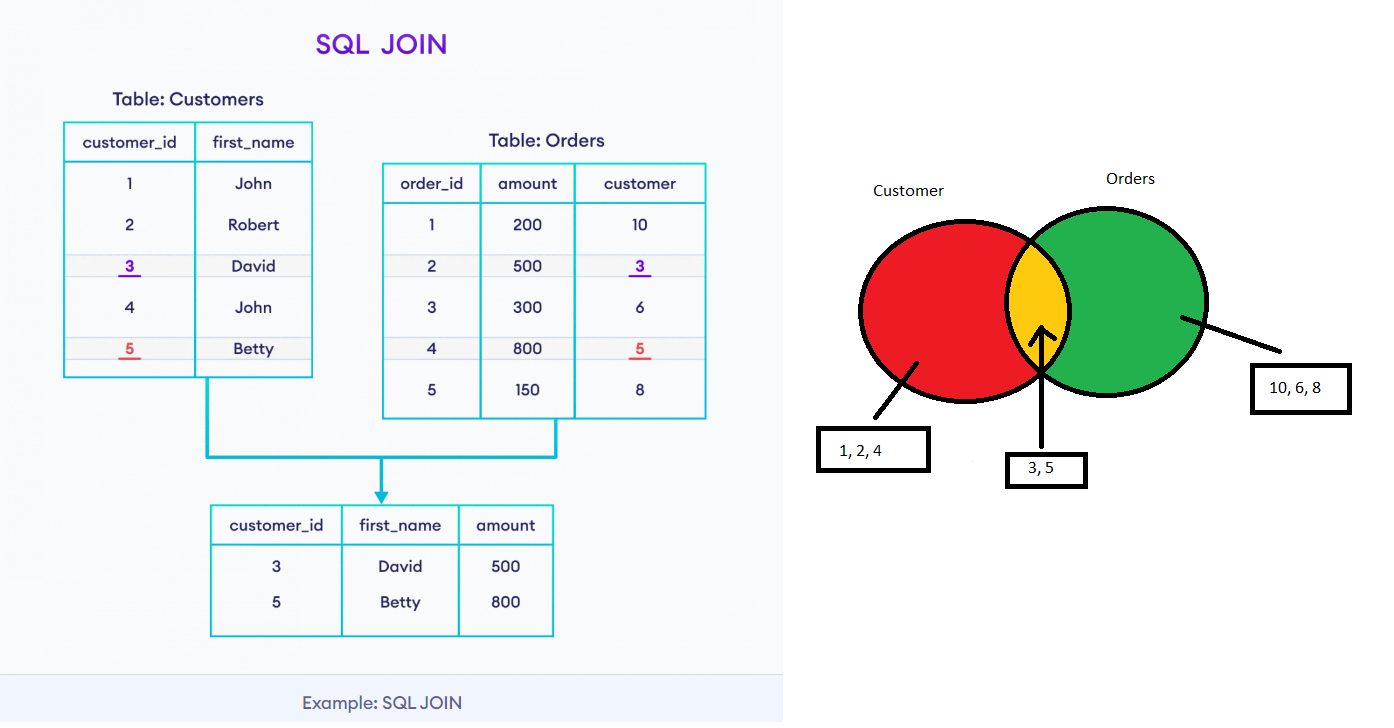 SQL JOIN
Table: Customers
customer_id first_name
1 John
2 Robert
3 David
4 John
5 Betty
Table: Orders
order_id amount customer
1 200 10
2 500 3
3 300 6
4 800 5
5 150 8
customer_id first_name amount
3 David 500
5 Betty 800
Example: SQL JOIN
Customer
Orders
1, 2, 4
3, 5
10, 6, 8